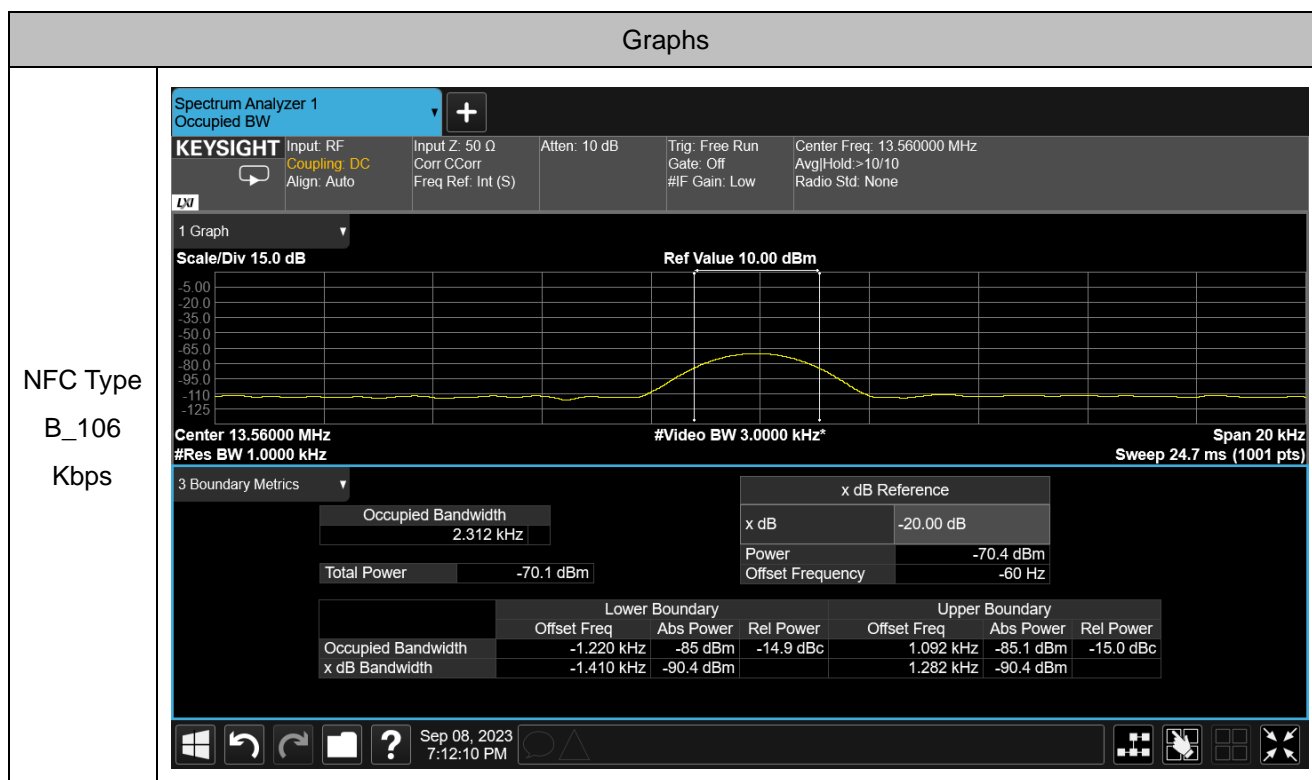 Graphs
NFC Type
B_106
Kbps
Spectrum Analyzer 1
Occupied BW
KEYSIGHT
LXI
Input: RF
Coupling: DC
Align: Auto
Input Z: 50 Ω
Corr CCorr
Freq Ref: Int (S)
Atten: 10 dB
Trig: Free Run
Gate: Off
#IF Gain: Low
Center Freq: 13.560000 MHz
Avg|Hold:>10/10
Radio Std: None
1 Graph
Scale/Div 15.0 dB
Ref Value 10.00 dBm
-5.00
-20.0
-35.0
-50.0
-65.0
-80.0
-95.0
-110
-125
Center 13.56000 MHz
#Video BW 3.0000 kHz*
Span 20 kHz
#Res BW 1.0000 kHz
Sweep 24.7 ms (1001 pts)
3 Boundary Metrics
Occupied Bandwidth
2.312 kHz
Total Power -70.1 dBm
x dB Reference
x dB -20.00 dB
Power -70.4 dBm
Offset Frequency -60 Hz
Lower Boundary Upper Boundary
Offset Freq Abs Power Rel Power Offset Freq Abs Power Rel Power
Occupied Bandwidth -1.220 kHz -85 dBm -14.9 dBc 1.092 kHz -85.1 dBm -15.0 dBc
x dB Bandwidth -1.410 kHz -90.4 dBm 1.282 kHz -90.4 dBm
?
Sep 08, 2023
7:12:10 PM